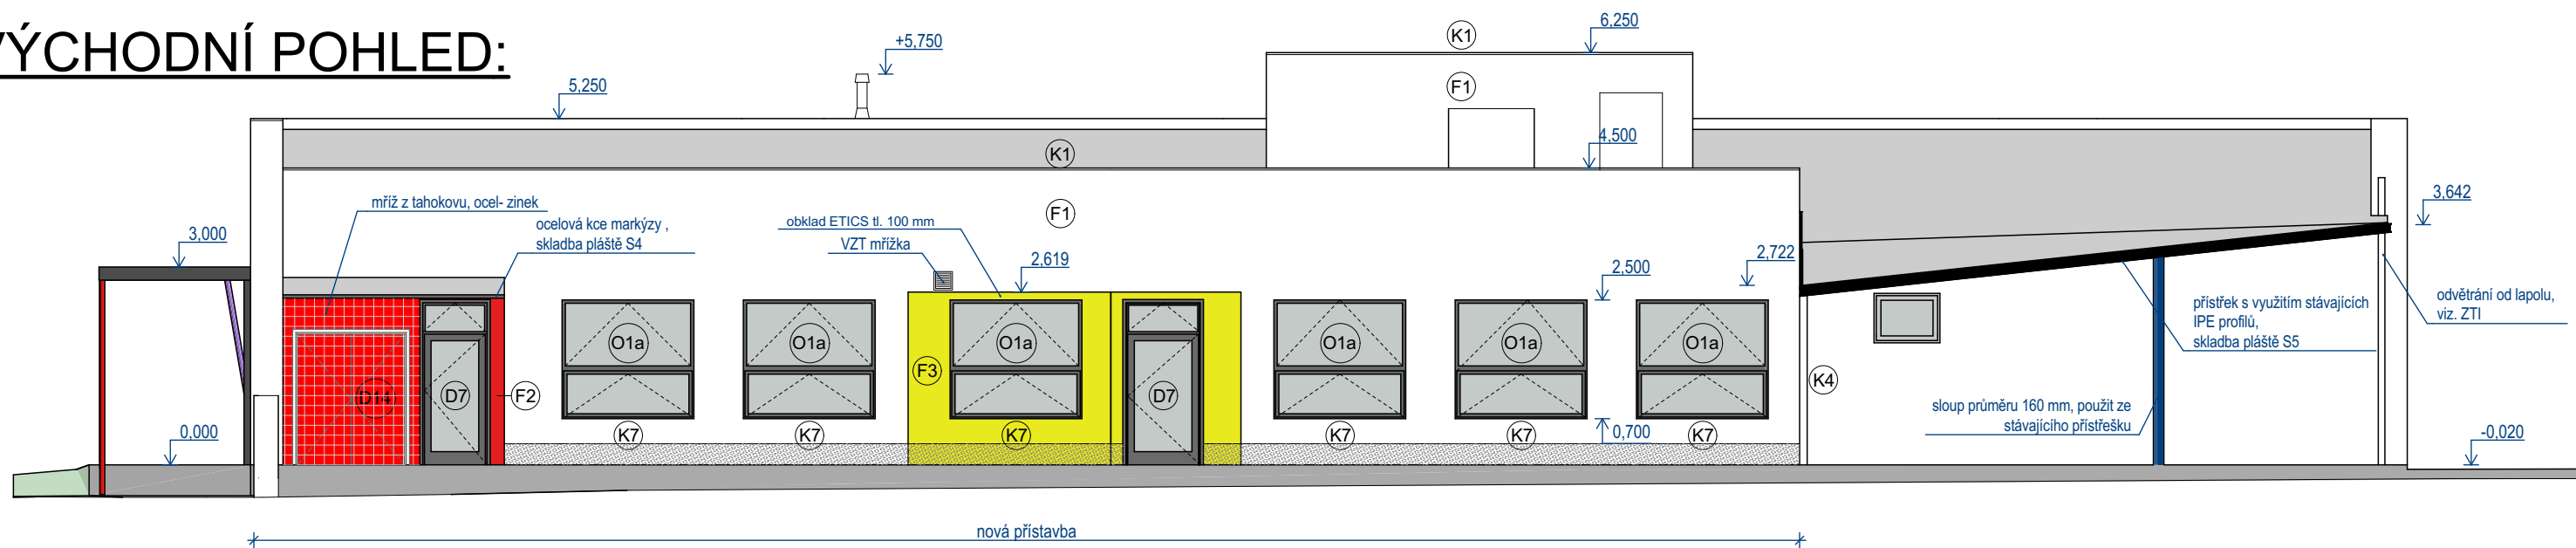 VÝCHODNÍ POHLED:
K1
6,250
+5,750
5,250
F1
4,500
K1
3,642
mříž z tahokovu, ocel- zinek
ocelová kce markýzy ,
skladba pláště S4
obklad ETICS tl. 100 mm
VZT mřížka
F1
3,000
2,619
2,500
2,722
přístřek s využitím stávajících
IPE profilů,
skladba pláště S5
odvětrání od lapolu,
viz. ZTI
O1a
O1a
O1a
O1a
O1a
O1a
F3
K4
D14
D7
F2
D7
sloup průměru 160 mm, použit ze
stávajícího přístřešku
0,000
K7
K7
K7
K7
K7
0,700
K7
-0,020
nová přístavba